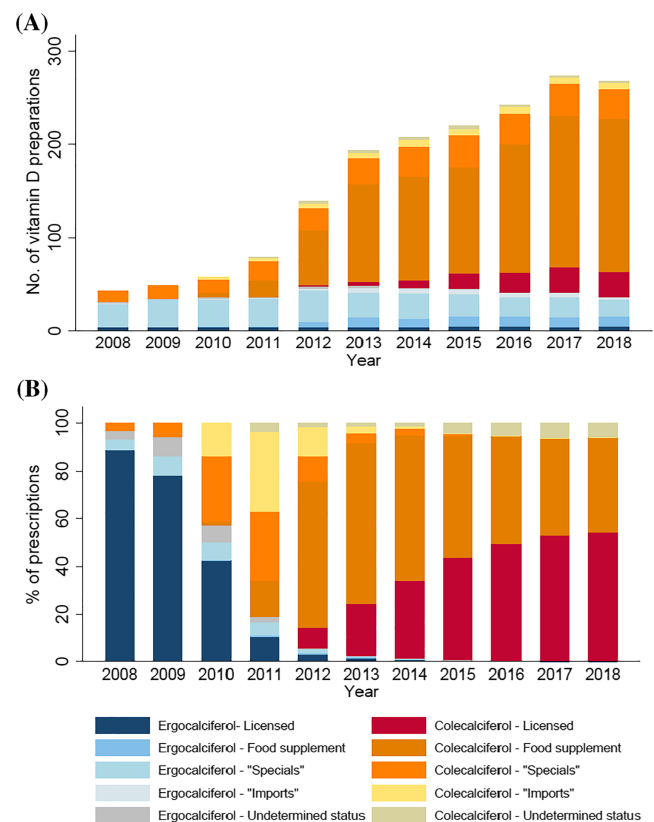 (A)
No. of vitamin D preparations
300
200
100
0
2008 2009 2010 2011 2012 2013 2014 2015 2016 2017 2018
Year
(B)
% of prescriptions
100
80
60
40
20
0
2008 2009 2010 2011 2012 2013 2014 2015 2016 2017 2018
Year
Ergocalciferol- Licensed
Colecalciferol - Licensed
Ergocalciferol - Food supplement
Colecalciferol - Food supplement
Ergocalciferol - "Specials"
Colecalciferol - "Specials"
Ergocalciferol - "Imports"
Colecalciferol - "Imports"
Ergocalciferol - Undetermined status
Colecalciferol - Undetermined status